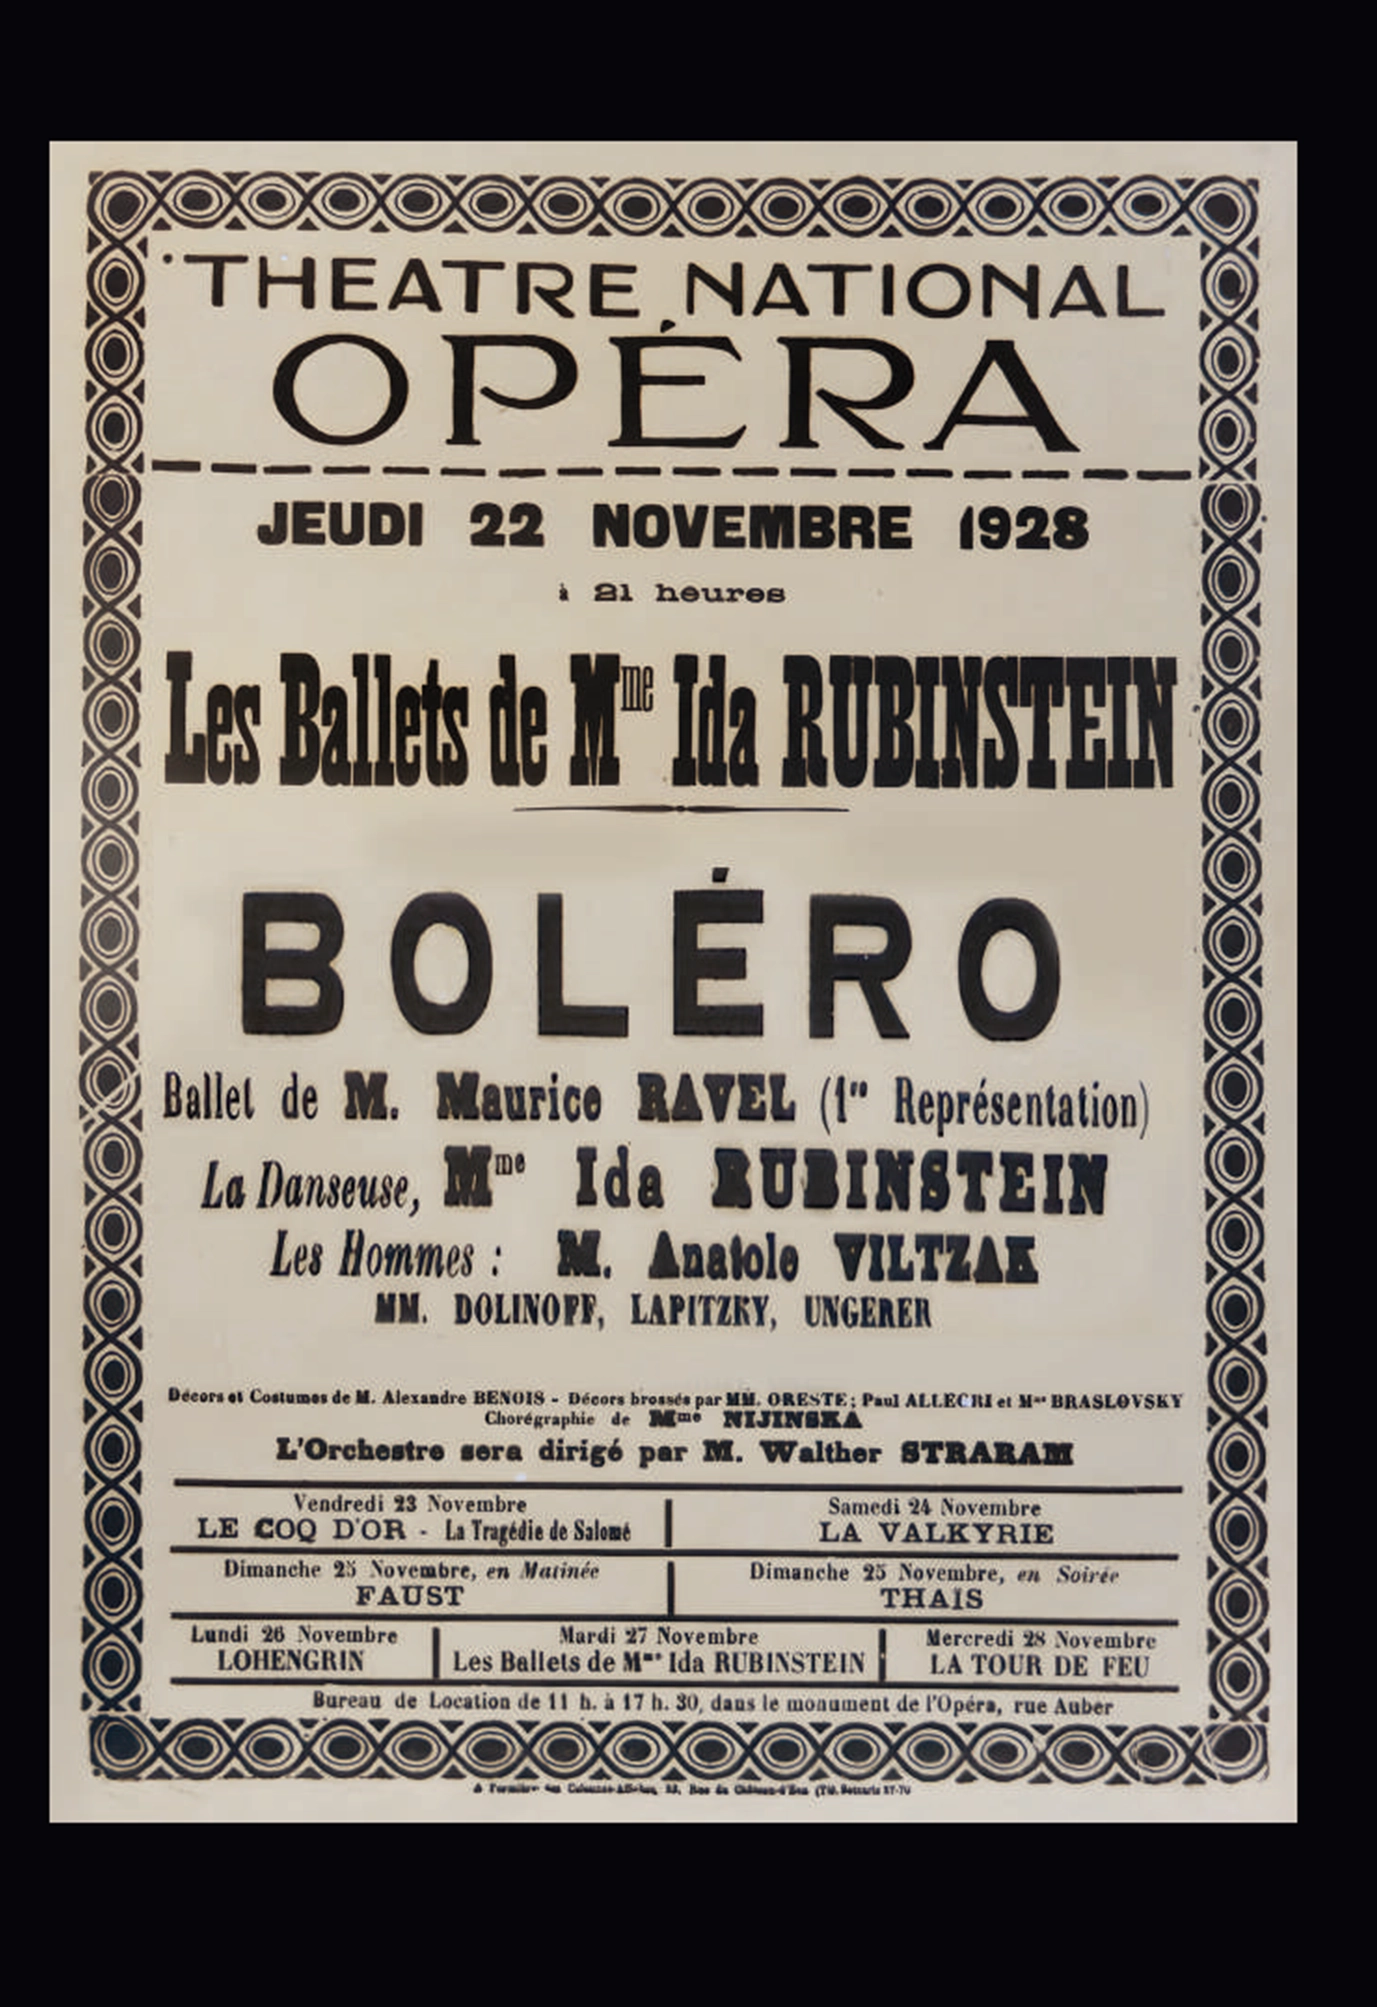 THEATRE NATIONAL
OPÉRA
JEUDI 22 NOVEMBRE 1928
à 21 heures
Les Ballets de Mme Ida RUBINSTEIN
BOLÉRO
Ballet de M. Maurice RAVEL (1re Représentation)
La Danseuse, Mme Ida RUBINSTEIN
Les Hommes : M. Anatole VILTZAK
MM. DOLINOFF, LAPITZKY, UNGERER
Décors et Costumes de M. Alexandre BENOIS - Décors brossés par MM. ORESTE; Paul ALLECRI et Mme BRASLOVSKY
Chorégraphie de Mme NIJINSKA
L'Orchestre sera dirigé par M. Walther STRARAM
Vendredi 23 Novembre
LE COQ D'OR - La Tragédie de Salomé
Samedi 24 Novembre
LA VALKYRIE
Dimanche 25 Novembre, en Matinée
FAUST
Dimanche 25 Novembre, en Soirée
THAÏS
Lundi 26 Novembre
LOHENGRIN
Mardi 27 Novembre
Les Ballets de Mme Ida RUBINSTEIN
Mercredi 28 Novembre
LA TOUR DE FEU
Bureau de Location de 11 h. à 17 h. 30, dans le monument de l'Opéra, rue Auber
Rue du Château-d'Eau